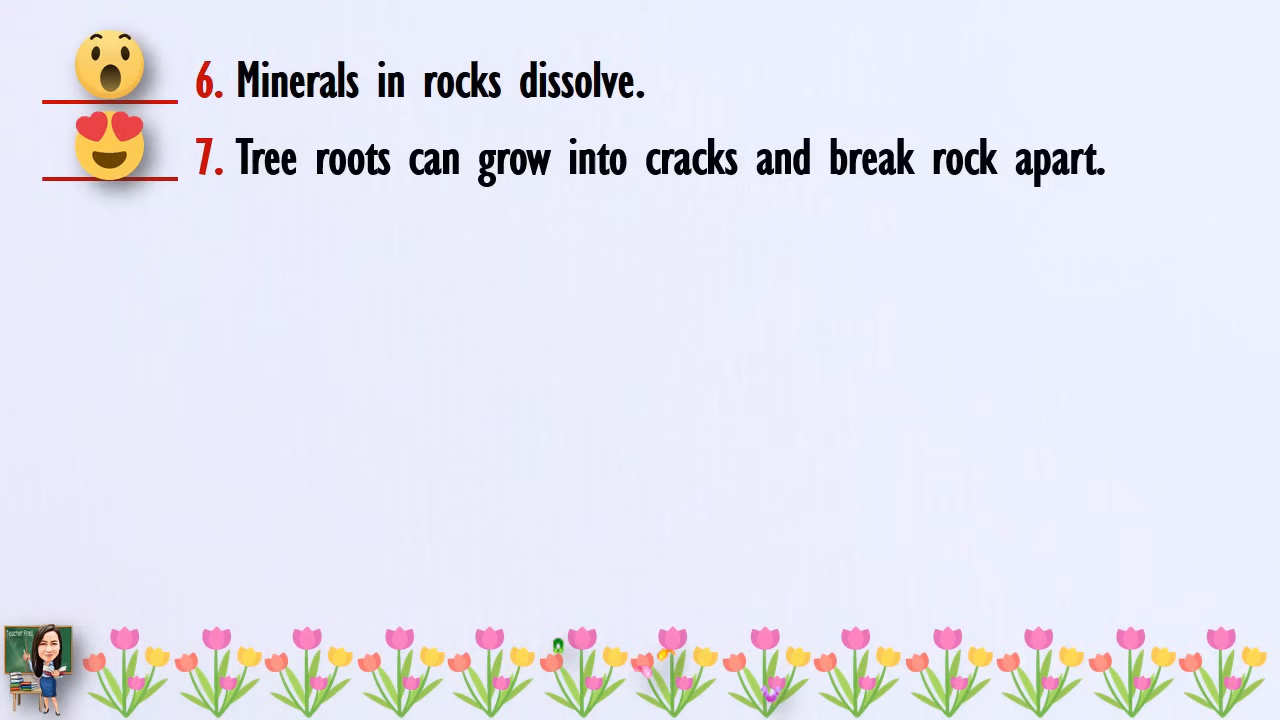 6. Minerals in rocks dissolve.
7. Tree roots can grow into cracks and break rock apart.